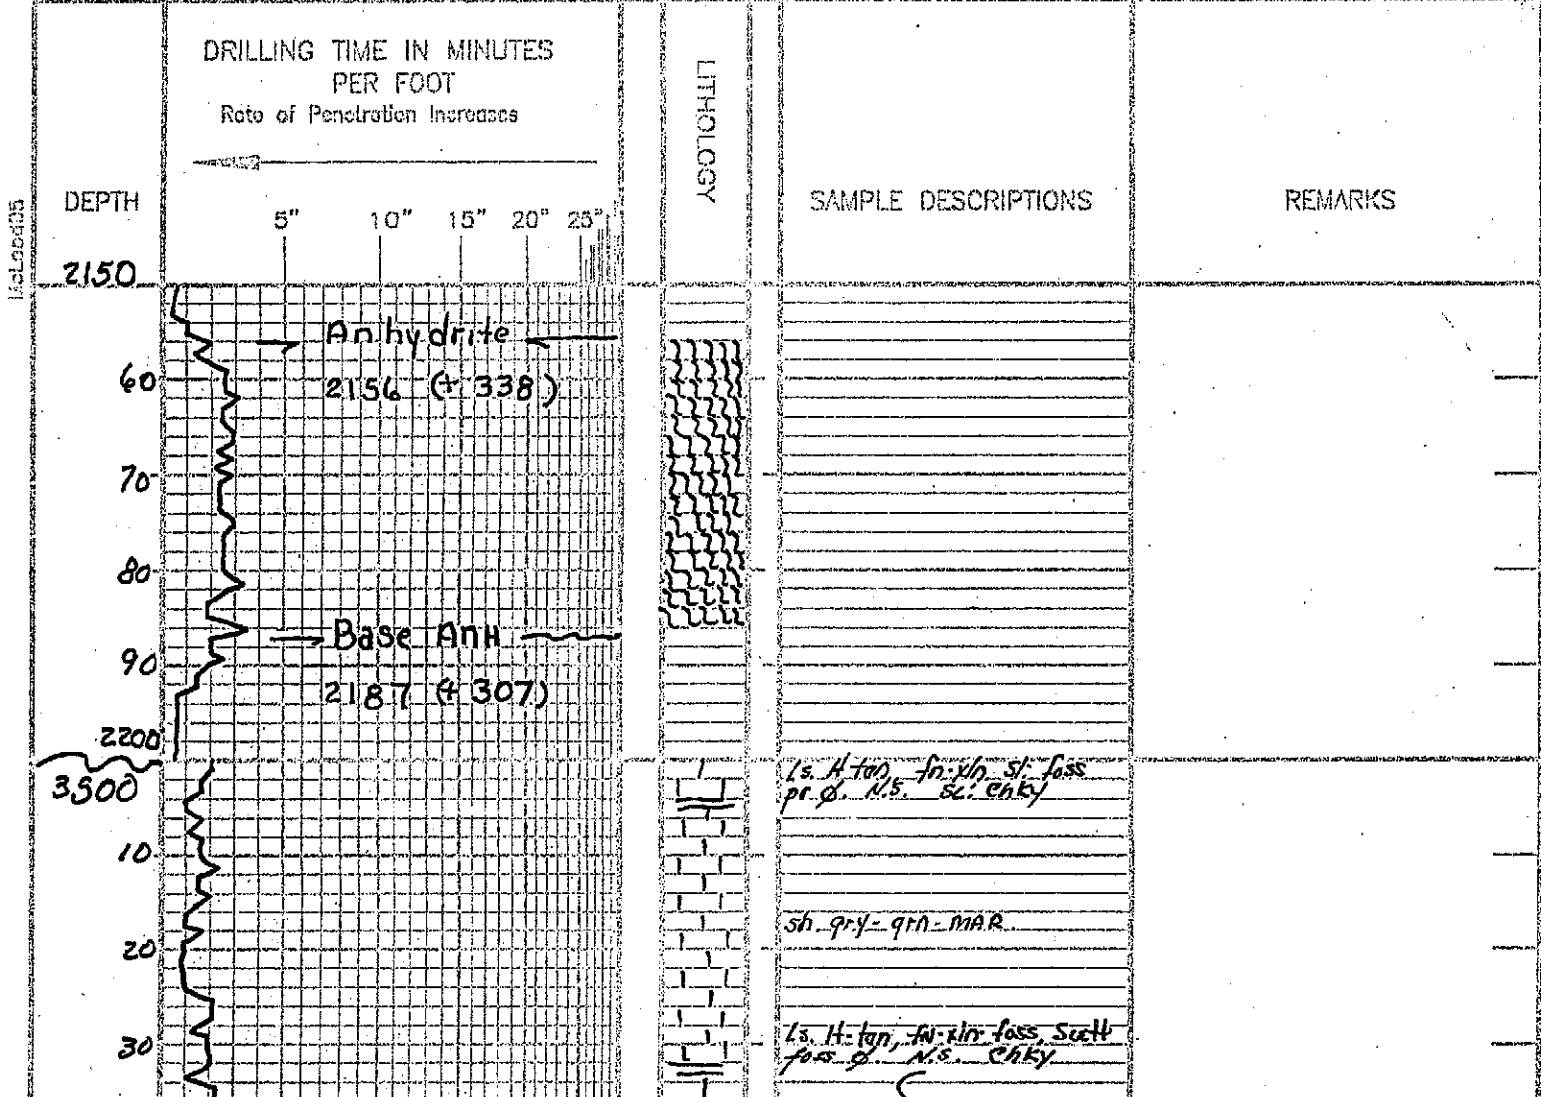 DRILLING TIME IN MINUTES
PER FOOT
Rate of Penetration Increases
LITHOLOGY
DEPTH
5" 10" 15" 20" 25"
SAMPLE DESCRIPTIONS
REMARKS
2150
Anhydrite
2156 (+338)
60
70
80
Base AnH
2187 (+307)
90
2200
3500
Ls. lt-tan, fn-xln sl. foss
pr ø. N.S. sli chky
10
sh gry-grn-MAR.
20
Ls. lt-tan, fn-xln foss, Scatt
foss ø. N.S. chky
30